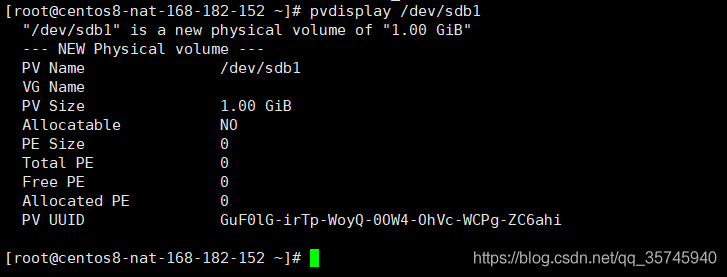 [root@centos8-nat-168-182-152 ~]# pvdisplay /dev/sdb1
"/dev/sdb1" is a new physical volume of "1.00 GiB"
--- NEW Physical volume ---
PV Name /dev/sdb1
VG Name
PV Size 1.00 GiB
Allocatable NO
PE Size 0
Total PE 0
Free PE 0
Allocated PE 0
PV UUID GuF0lG-irTp-WoyQ-0OW4-OhVc-WCPg-ZC6ahi
[root@centos8-nat-168-182-152 ~]#
https://blog.csdn.net/qq_35745940